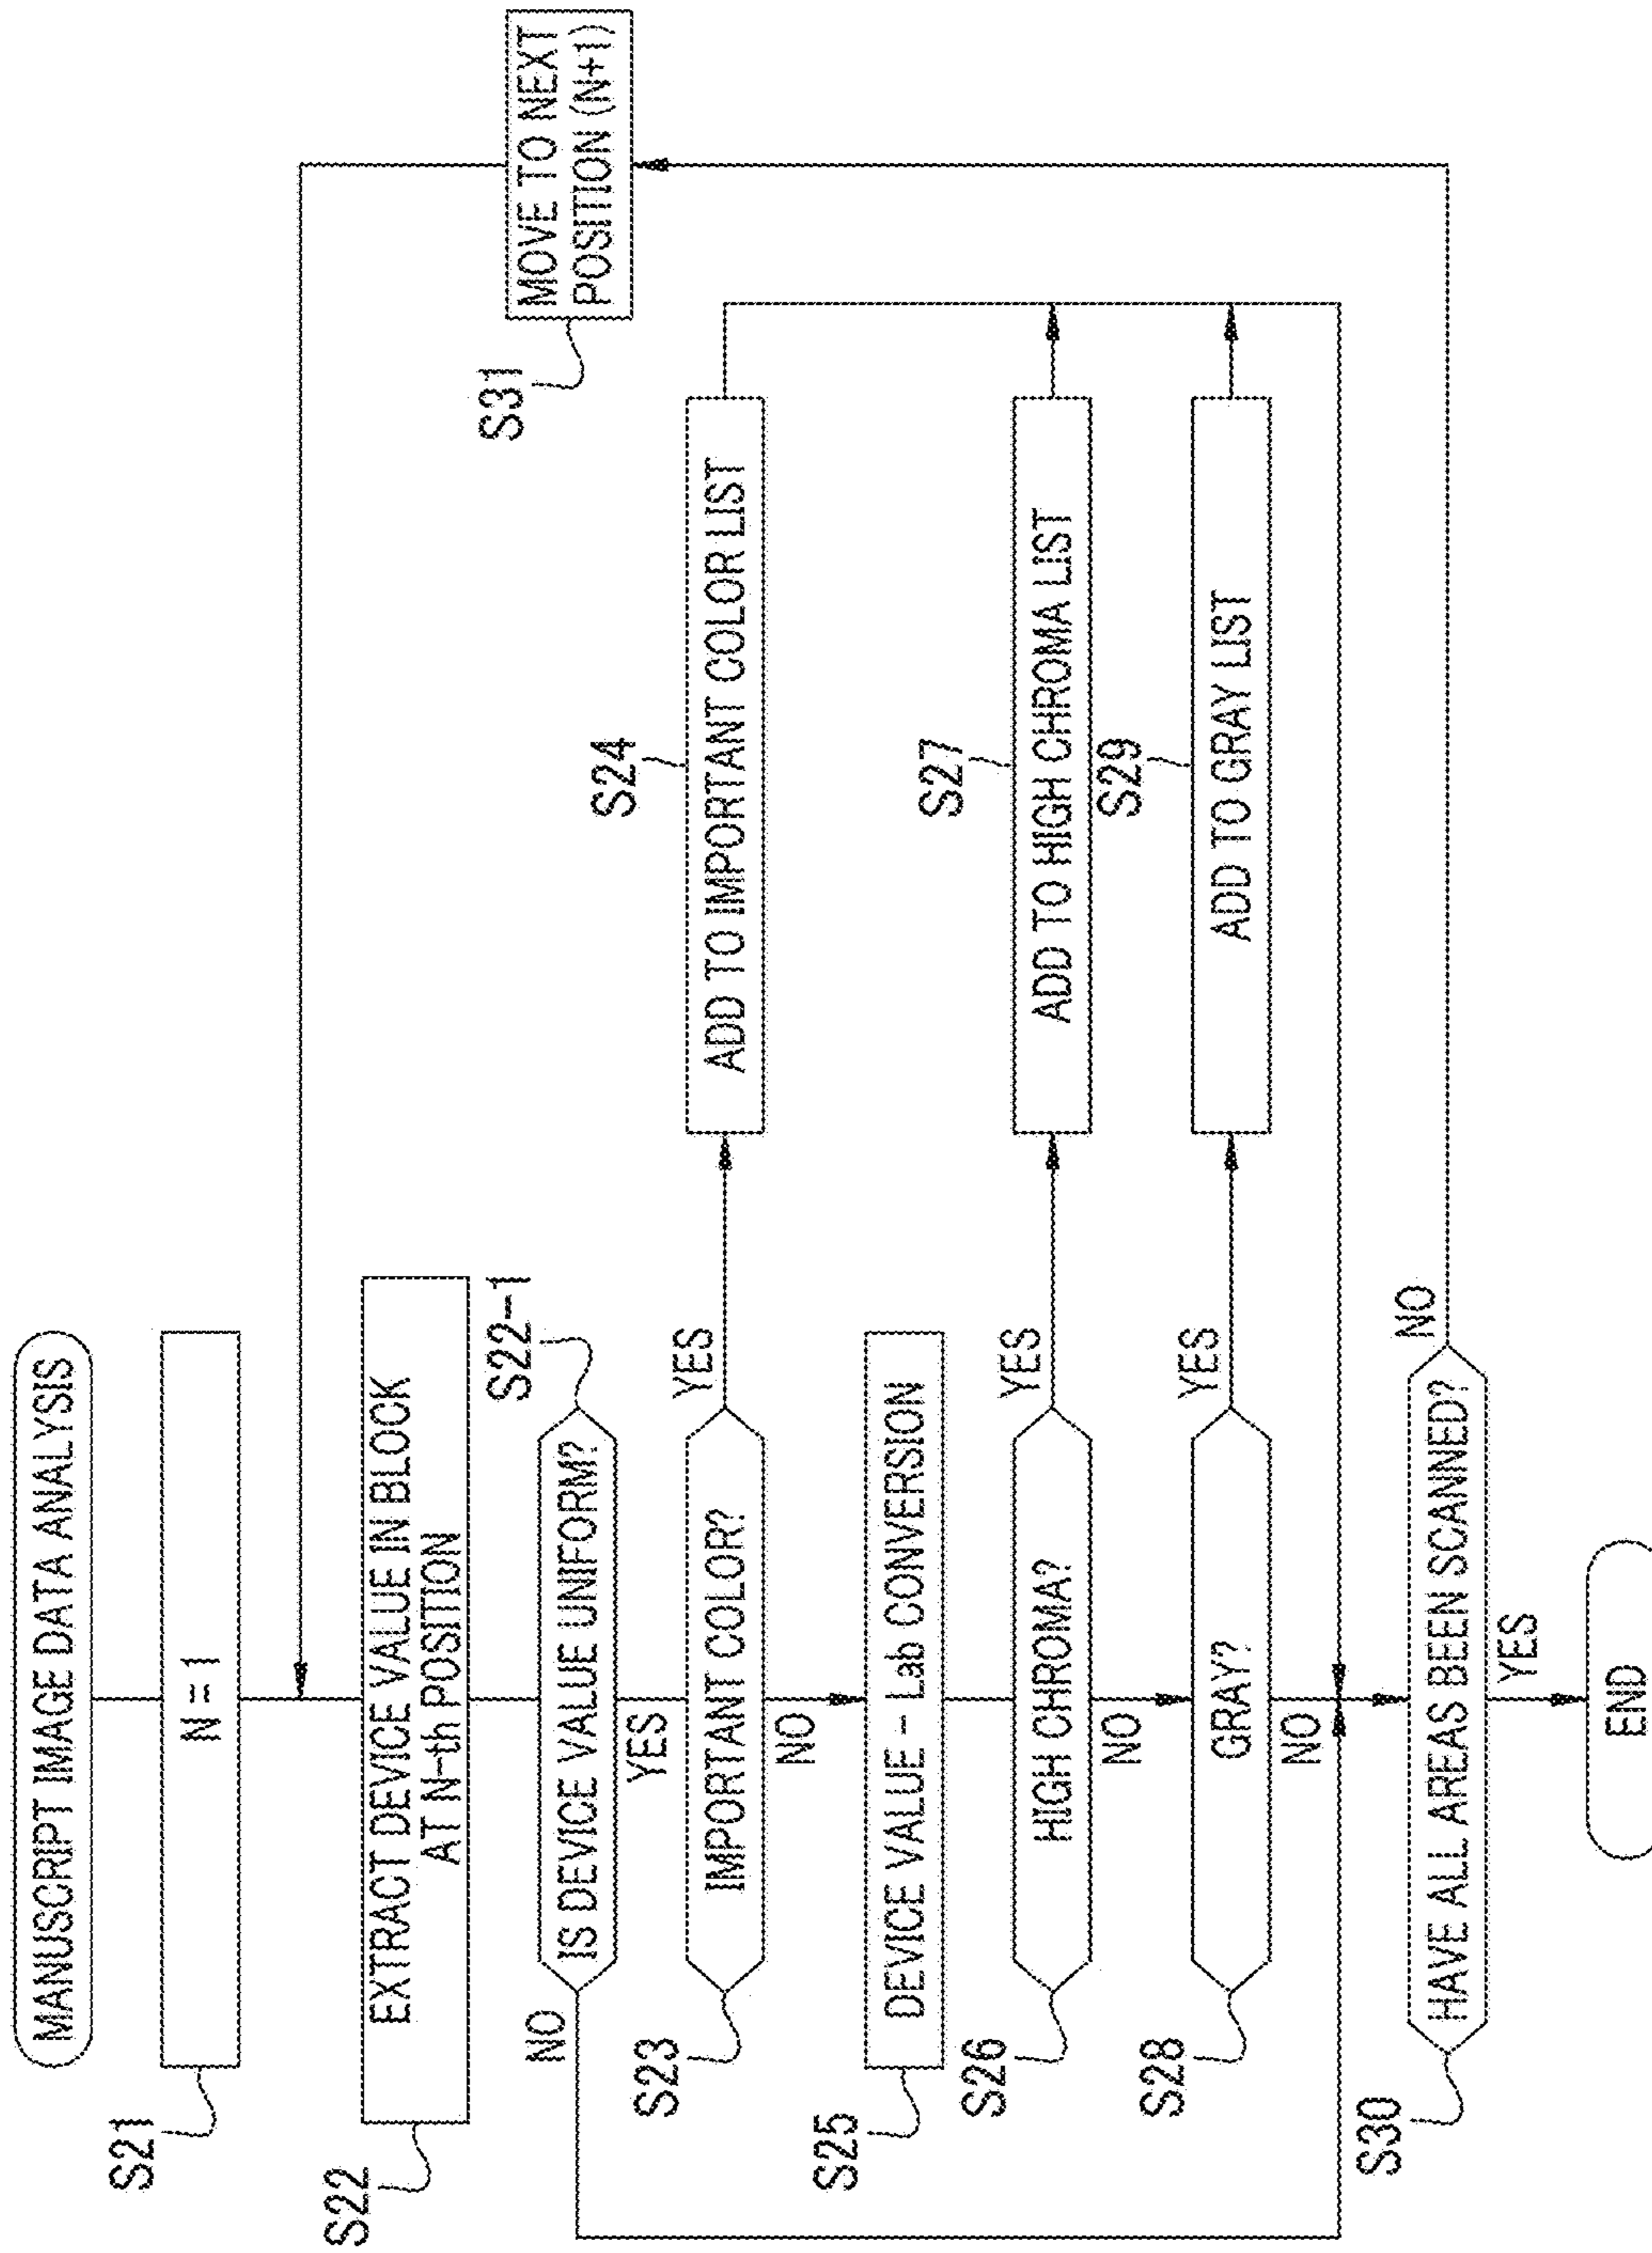 MANUSCRIPT IMAGE DATA ANALYSIS
S21
N = 1
S22
EXTRACT DEVICE VALUE IN BLOCK
AT N-th POSITION
S22-1
IS DEVICE VALUE UNIFORM?
NO
YES
S23
IMPORTANT COLOR?
YES
NO
S24
ADD TO IMPORTANT COLOR LIST
S25
DEVICE VALUE - Lab CONVERSION
S26
HIGH CHROMA?
YES
NO
S27
ADD TO HIGH CHROMA LIST
S28
GRAY?
YES
NO
S29
ADD TO GRAY LIST
S30
HAVE ALL AREAS BEEN SCANNED?
NO
YES
S31
MOVE TO NEXT
POSITION (N+1)
END